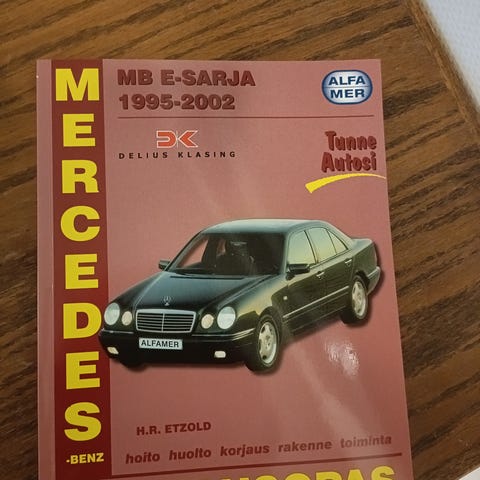 MERCEDES
-BENZ
MB E-SARJA
1995-2002
ALFA
MER
DELIUS KLASING
Tunne
Autosi
ALFAMER
H.R. ETZOLD
hoito huolto korjaus rakenne toiminta